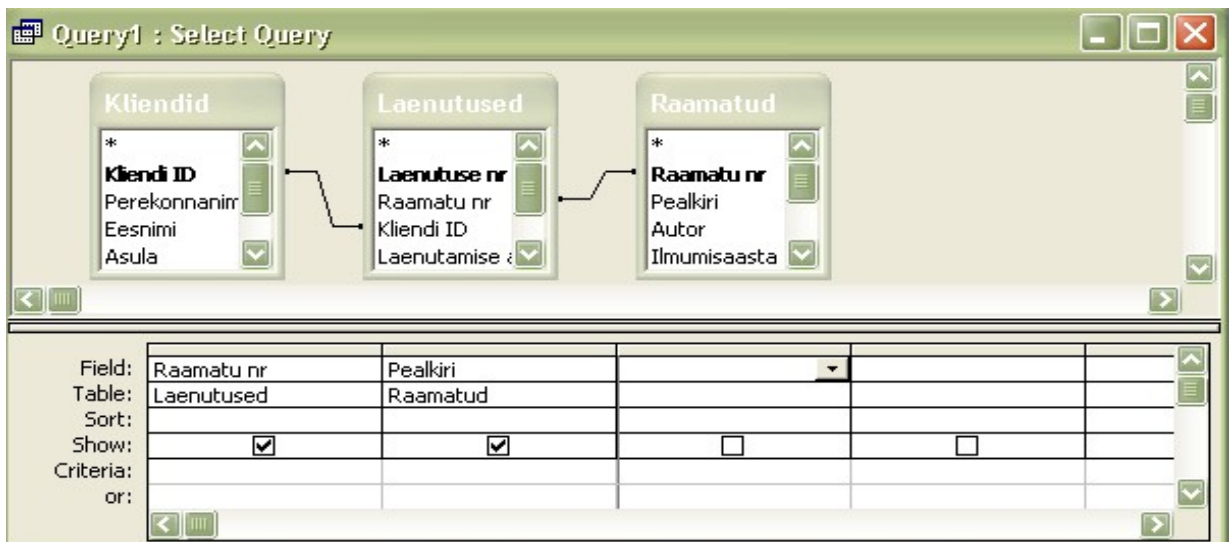 Query1 : Select Query
Kliendid
*
Kliendi ID
Perekonnanim
Eesnimi
Asula
Laenutused
*
Laenutuse nr
Raamatu nr
Kliendi ID
Laenutamise
Raamatud
*
Raamatu nr
Pealkiri
Autor
Ilmumisaasta
Field: Raamatu nr Pealkiri
Table: Laenutused Raamatud
Sort:
Show:
Criteria:
or: